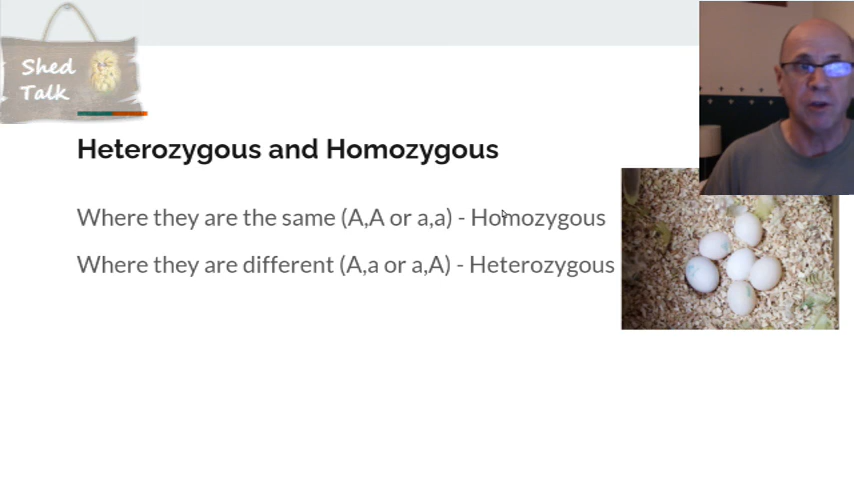 Shed
Talk
Heterozygous and Homozygous
Where they are the same (A,A or a,a) - Homozygous
Where they are different (A,a or a,A) - Heterozygous